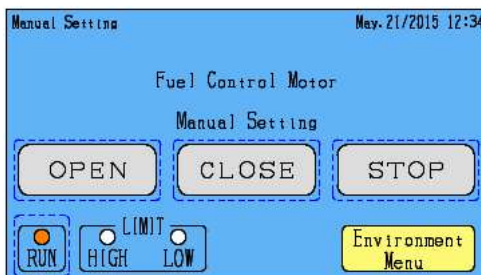 Manual Setting May.21/2015 12:34
Fuel Control Motor
Manual Setting
OPEN CLOSE STOP
LIMIT
RUN HIGH LOW
Environment
Menu